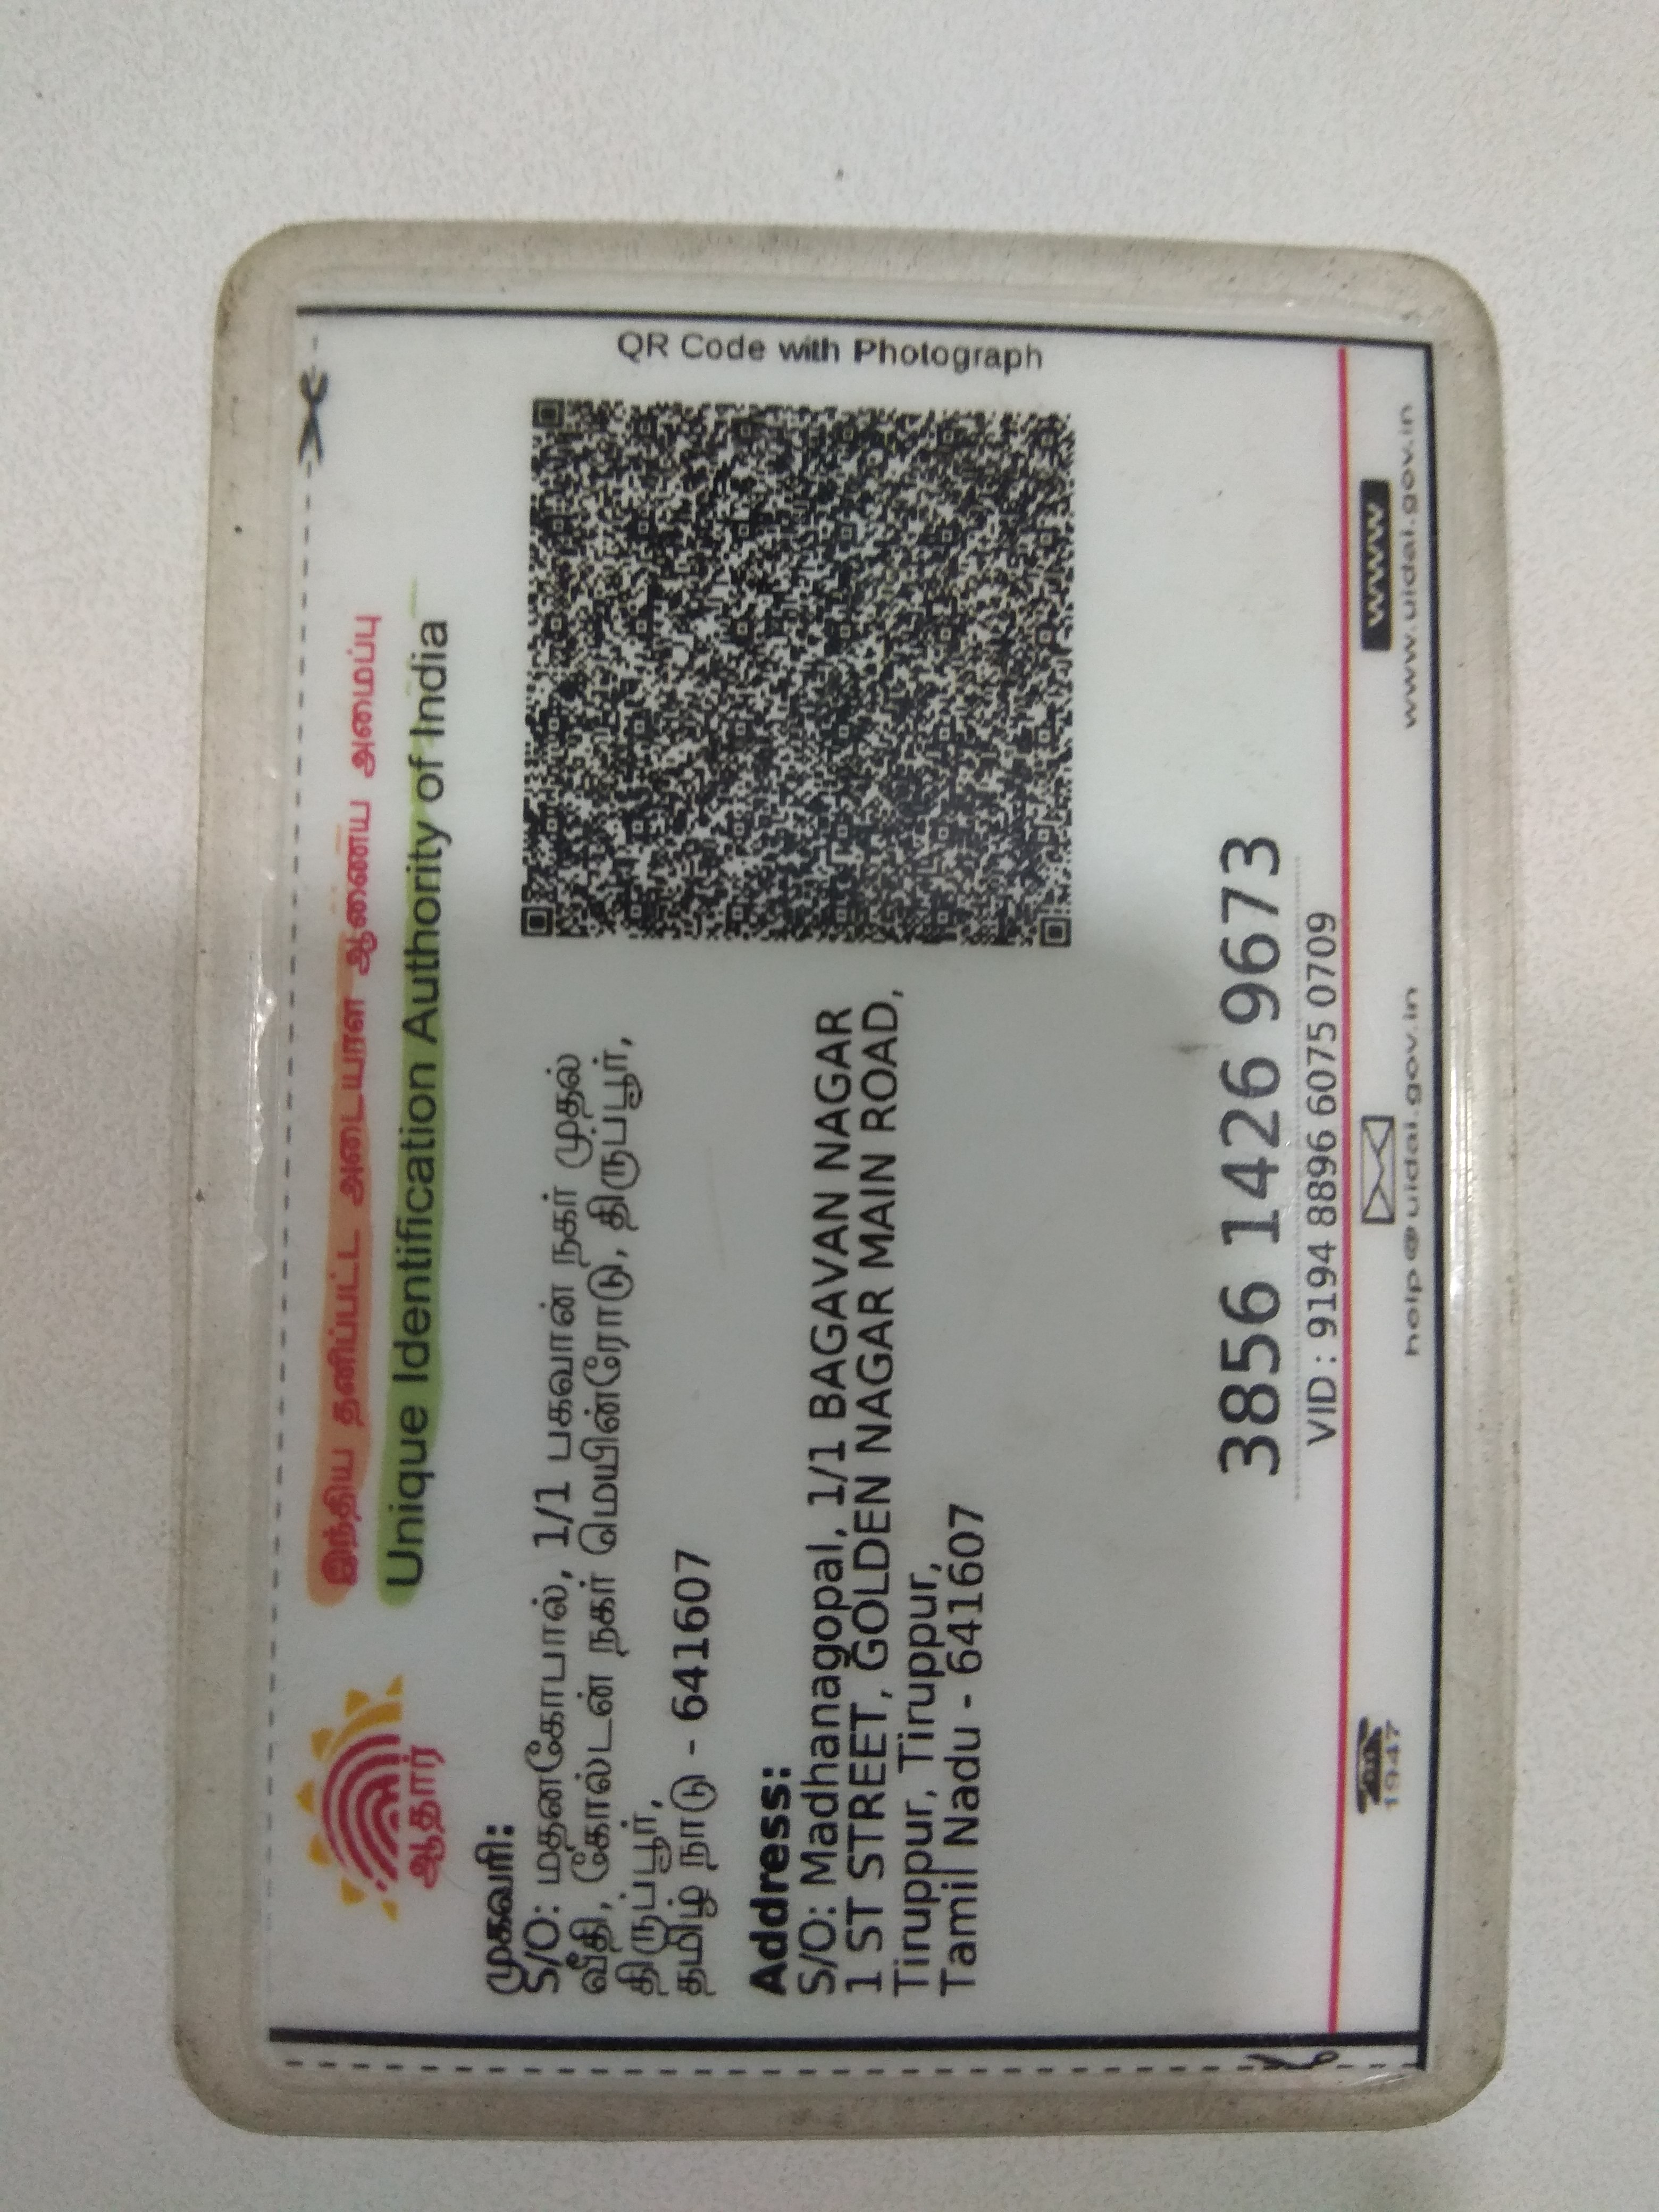 ஆதார்
இந்திய தனிப்பட்ட அடையாள ஆணைய அமைப்பு
Unique Identification Authority of India
முகவரி:
S/O: மதனகோபால், 1/1 பகவான் நகர் முதல்
வீதி, கோல்டன் நகர் மெயின்ரோடு, திருப்பூர்,
திருப்பூர்,
தமிழ் நாடு - 641607
Address:
S/O: Madhanagopal, 1/1 BAGAVAN NAGAR
1 ST STREET, GOLDEN NAGAR MAIN ROAD,
Tiruppur, Tiruppur,
Tamil Nadu - 641607
QR Code with Photograph
3856 1426 9673
VID : 9194 8896 6075 0709
1947
help@uidai.gov.in
www
www.uidai.gov.in